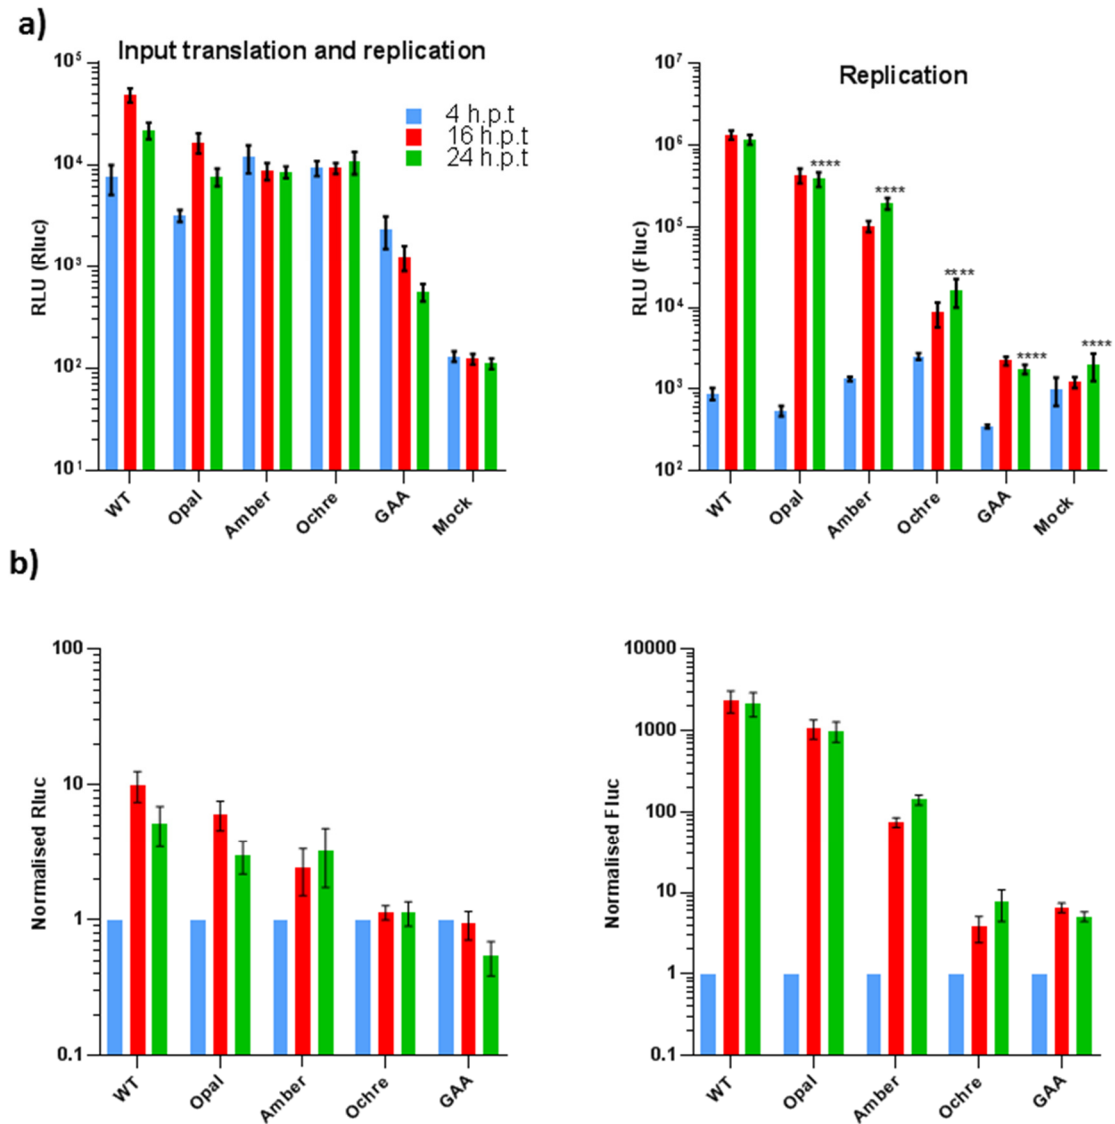 a)
Input translation and replication
4 h.p.t
16 h.p.t
24 h.p.t
RLU (Rluc)
10^5
10^4
10^3
10^2
10^1
WT
Opal
Amber
Ochre
GAA
Mock
Replication
RLU (Fluc)
10^7
10^6
10^5
10^4
10^3
10^2
****
****
****
****
****
WT
Opal
Amber
Ochre
GAA
Mock
b)
Normalised Rluc
100
10
1
0.1
WT
Opal
Amber
Ochre
GAA
Normalised Fluc
10000
1000
100
10
1
0.1
WT
Opal
Amber
Ochre
GAA